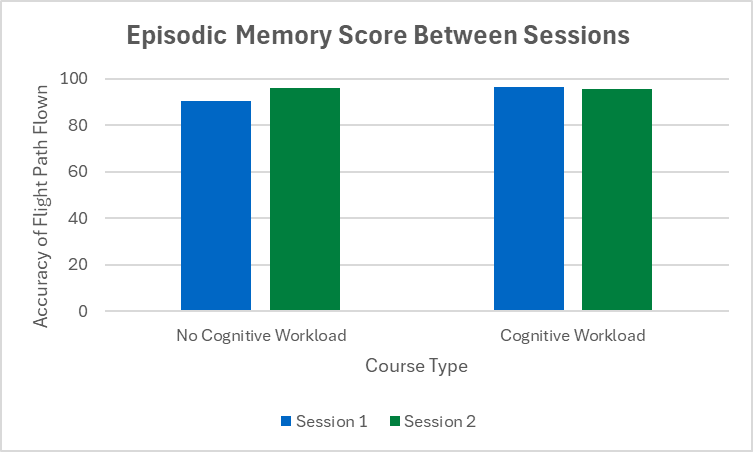 Episodic Memory Score Between Sessions
Accuracy of Flight Path Flown
100
80
60
40
20
0
No Cognitive Workload
Cognitive Workload
Course Type
Session 1
Session 2